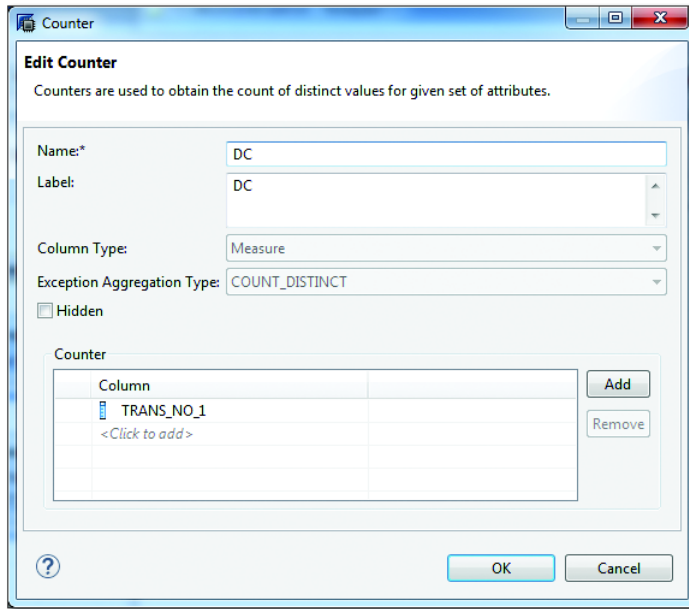 Counter
Edit Counter
Counters are used to obtain the count of distinct values for given set of attributes.
Name:*
DC
Label:
DC
Column Type:
Measure
Exception Aggregation Type:
COUNT_DISTINCT
Hidden
Counter
Column
Add
TRANS_NO_1
Remove
<Click to add>
OK
Cancel